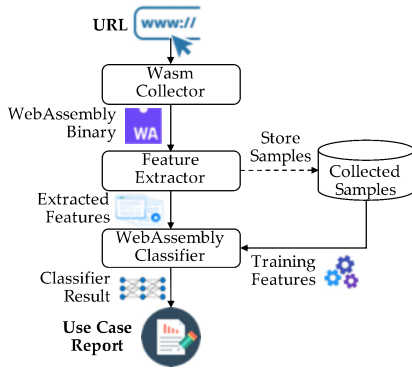 URL
www://
Wasm
Collector
WebAssembly
Binary
WA
Store
Samples
Feature
Extractor
Collected
Samples
Extracted
Features
WebAssembly
Classifier
Training
Features
Classifier
Result
Use Case
Report